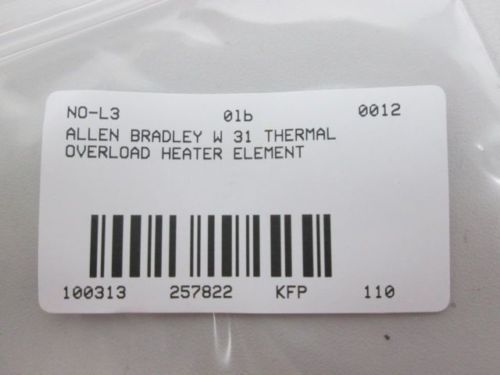 NO-L3 01b 0012
ALLEN BRADLEY W 31 THERMAL
OVERLOAD HEATER ELEMENT
100313 257822 KFP 110